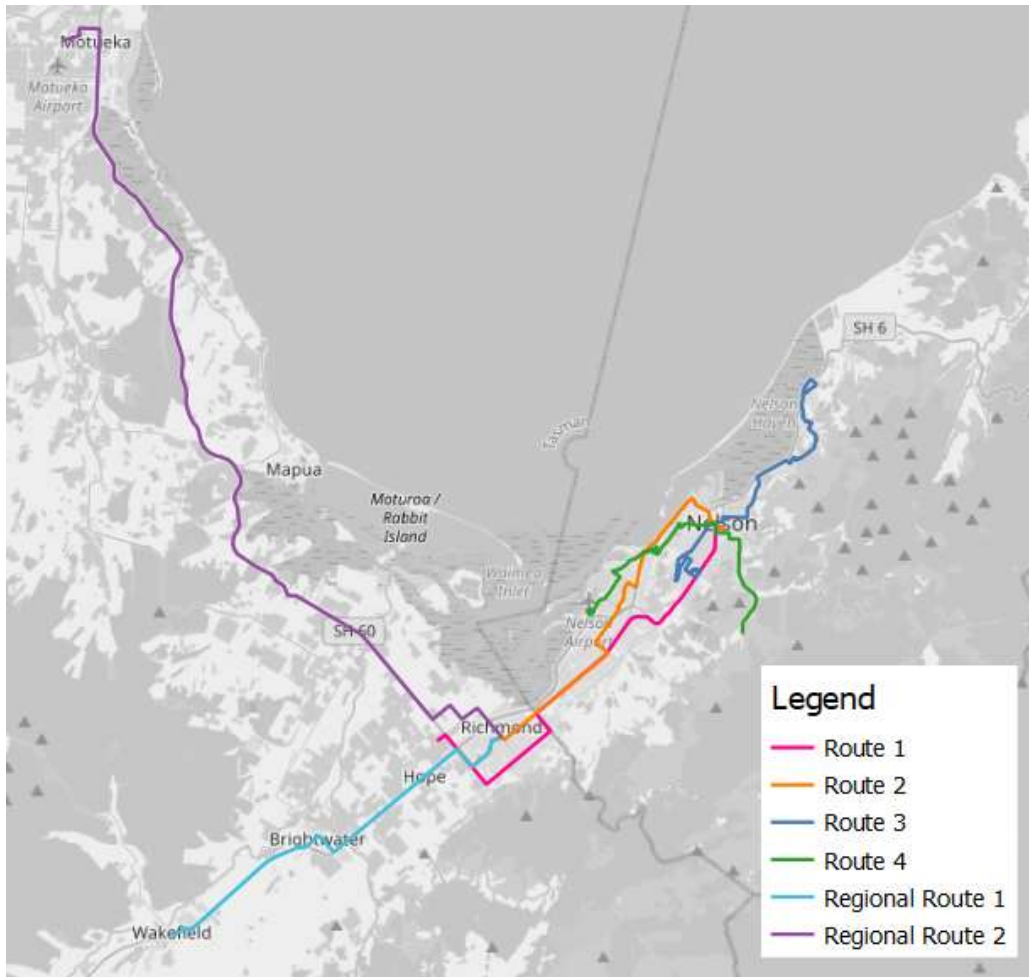 Motueka
Motueka
Airport
SH 6
Nelson
Haven
Tasman
Mapua
Moturoa /
Rabbit
Island
Nelson
Waimea
Inlet
Nelson
Airport
SH 60
Richmond
Hope
Brightwater
Wakefield
Legend
Route 1
Route 2
Route 3
Route 4
Regional Route 1
Regional Route 2